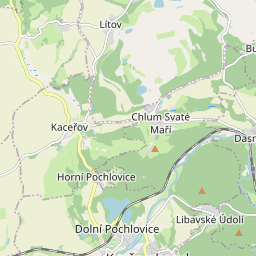 Lítov
Chlum Svaté
Maří
Kaceřov
Horní Pochlovice
Libavské Údolí
Dolní Pochlovice